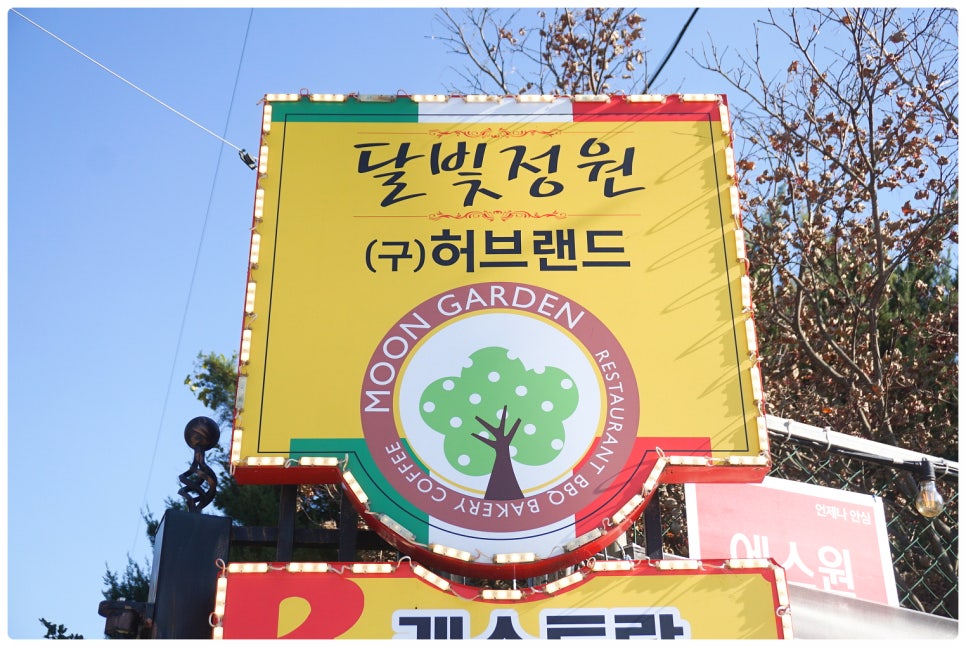 달빛정원
(구)허브랜드
MOON GARDEN
RESTAURANT BBQ BAKERY COFFEE
언제나 안심
에스원